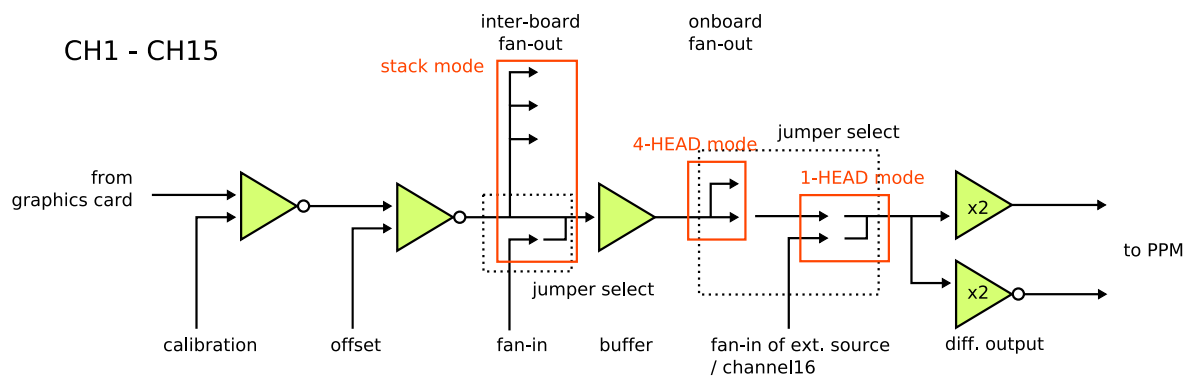 inter-board
fan-out
onboard
fan-out
CH1 - CH15
stack mode
jumper select
4-HEAD mode
1-HEAD mode
from
graphics card
x2
to PPM
jumper select
x2
calibration
offset
fan-in
buffer
fan-in of ext. source
/ channel16
diff. output